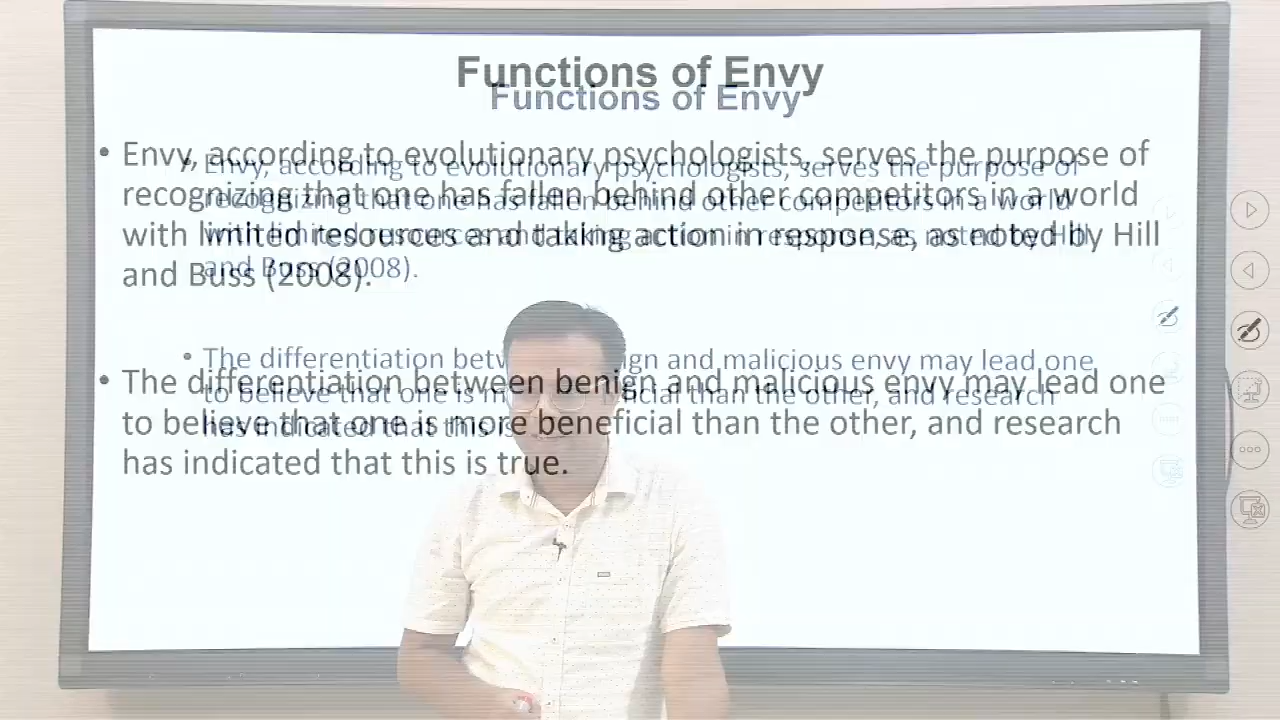 Functions of Envy
• Envy, according to evolutionary psychologists, serves the purpose of
recognizing that one has fallen behind other competitors in a world
with limited resources and taking action in response, as noted by Hill
and Buss (2008).
• The differentiation between benign and malicious envy may lead one
to believe that one is more beneficial than the other, and research
has indicated that this is true.
Functions of Envy
• Envy, according to evolutionary psychologists, serves the purpose of
recognizing that one has fallen behind other competitors in a world
with limited resources and taking action in response, as noted by Hill
and Buss (2008).
• The differentiation gn and malicious envy may lead one
to believe that one is than the other, and research
has indicated that this is